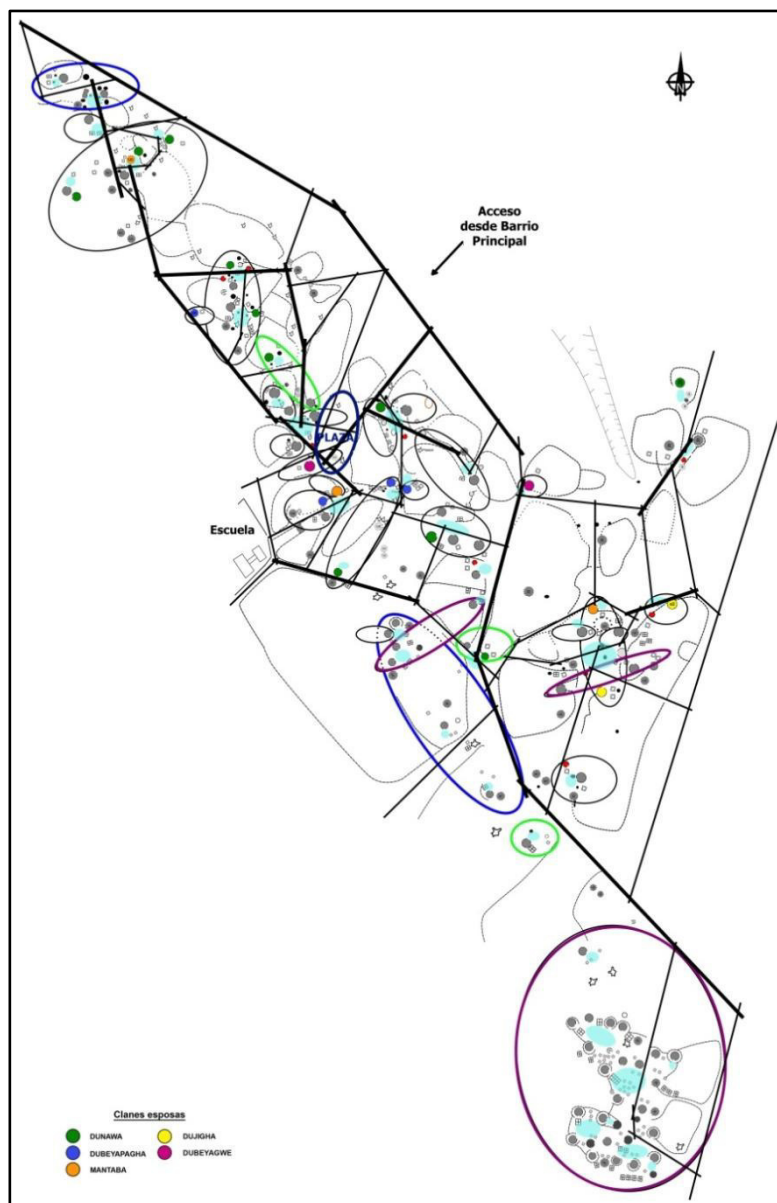 N
Acceso
desde Barrio
Principal
PLAZA
Escuela
Clanes esposas
DUNAWA
DUJIGHA
DUBEYAPAGHA
DUBEYAGWE
MANTABA